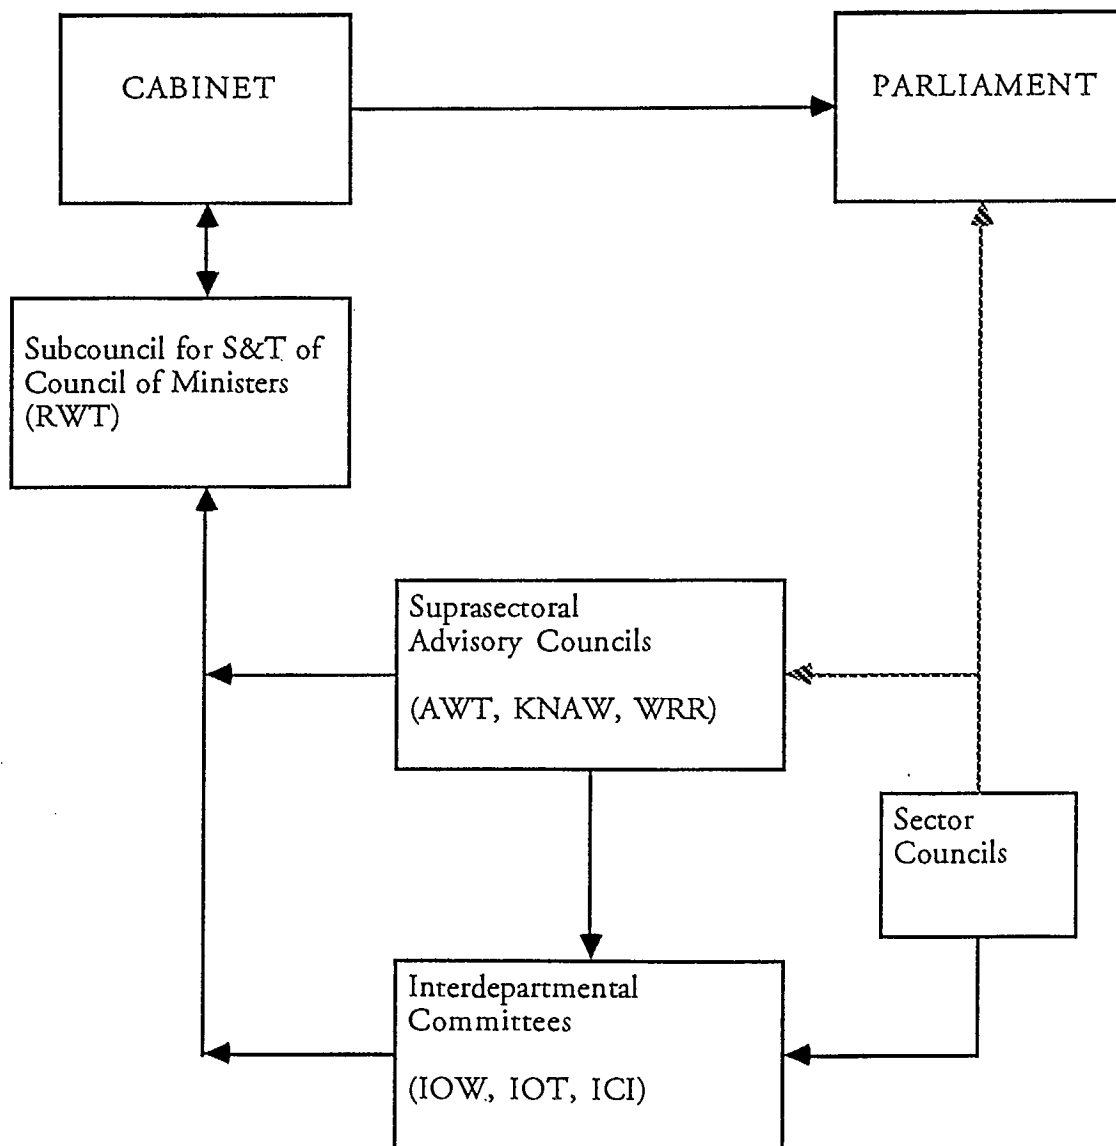 CABINET
PARLIAMENT
Subcouncil for S&T of
Council of Ministers
(RWT)
Suprasectoral
Advisory Councils
(AWT, KNAW, WRR)
Sector
Councils
Interdepartmental
Committees
(IOW, IOT, ICI)